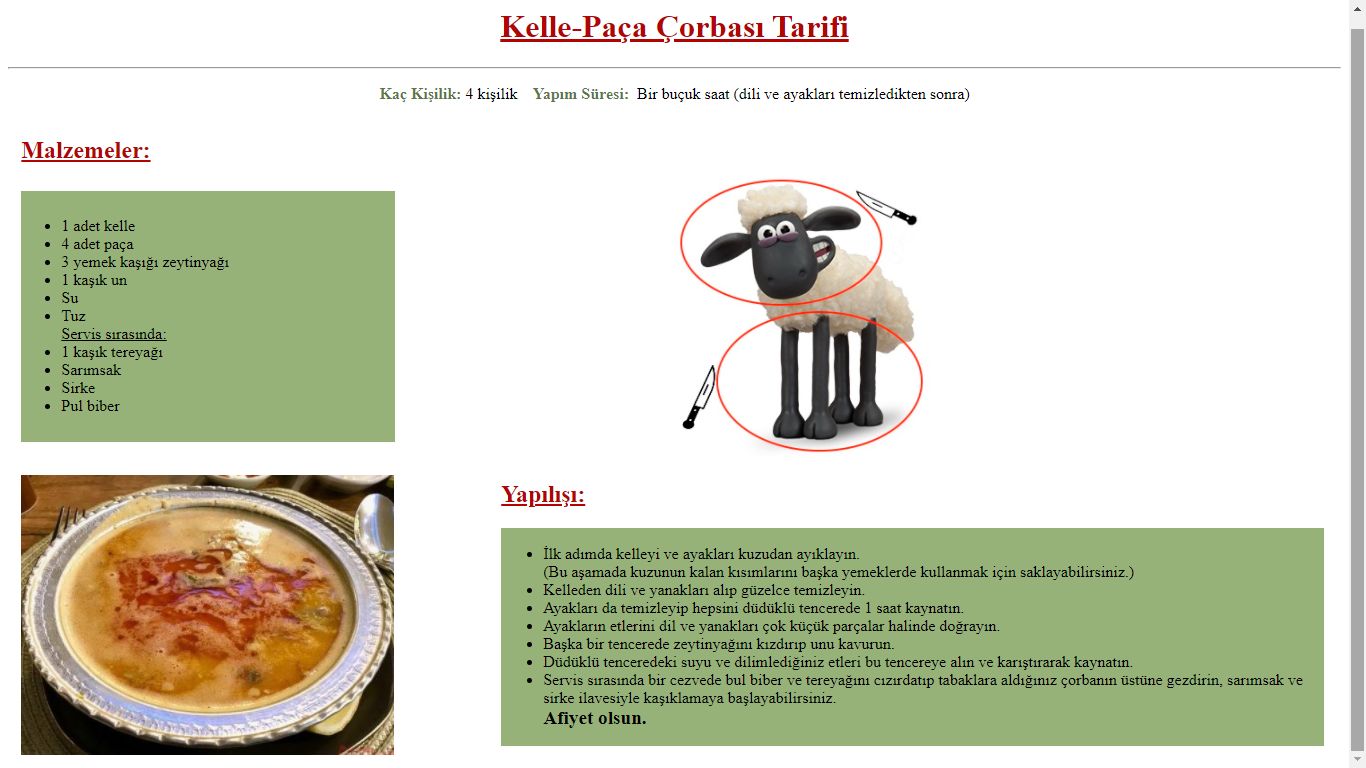 Kelle-Paça Çorbası Tarifi
Kaç Kişilik: 4 kişilik Yapım Süresi: Bir buçuk saat (dili ve ayakları temizledikten sonra)
Malzemeler:
1 adet kelle
4 adet paça
3 yemek kaşığı zeytinyağı
1 kaşık un
Su
Tuz
Servis sırasında:
1 kaşık tereyağı
Sarımsak
Sirke
Pul biber
Yapılışı:
İlk adımda kelleyi ve ayakları kuzudan ayıklayın.
(Bu aşamada kuzunun kalan kısımlarını başka yemeklerde kullanmak için saklayabilirsiniz.)
Kelleden dili ve yanakları alıp güzelce temizleyin.
Ayakları da temizleyip hepsini düdüklü tencerede 1 saat kaynatın.
Ayakların etlerini dil ve yanakları çok küçük parçalar halinde doğrayın.
Başka bir tencerede zeytinyağını kızdırıp unu kavurun.
Düdüklü tenceredeki suyu ve dilimlediğiniz etleri bu tencereye alın ve karıştırarak kaynatın.
Servis sırasında bir cezvede bul biber ve tereyağını cızırdatıp tabaklara aldığınız çorbanın üstüne gezdirin, sarımsak ve
sirke ilavesiyle kaşıklamaya başlayabilirsiniz.
Afiyet olsun.